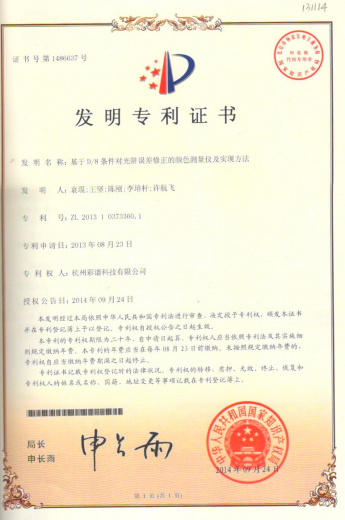 131114
证书号第1486637号
发明专利证书
发明名称:基于D/8条件对光阱误差修正的颜色测量仪及实现方法
发明人:袁琨;王坚;陈刚;李培轩;许航飞
专利号:ZL 2013 1 0373360.1
专利申请日:2013年08月23日
专利权人:杭州彩谱科技有限公司
授权公告日:2014年09月24日
本发明经过本局依照中华人民共和国专利法进行审查,决定授予专利权,颁发本证书
并在专利登记簿上予以登记。专利权自授权公告之日起生效。
本专利的专利权期限为二十年,自申请日起算。专利权人应当依照专利法及其实施细
则规定缴纳年费。本专利的年费应当在每年08月23日前缴纳。未按照规定缴纳年费的,
专利权自应当缴纳年费期满之日起终止。
专利证书记载专利权登记时的法律状况。专利权的转移、质押、无效、终止、恢复和
专利权人的姓名或名称、国籍、地址变更等事项记载在专利登记簿上。
局长
申长雨
申长雨
中华人民共和国国家知识产权局
2014年09月24日
第1页(共1页)